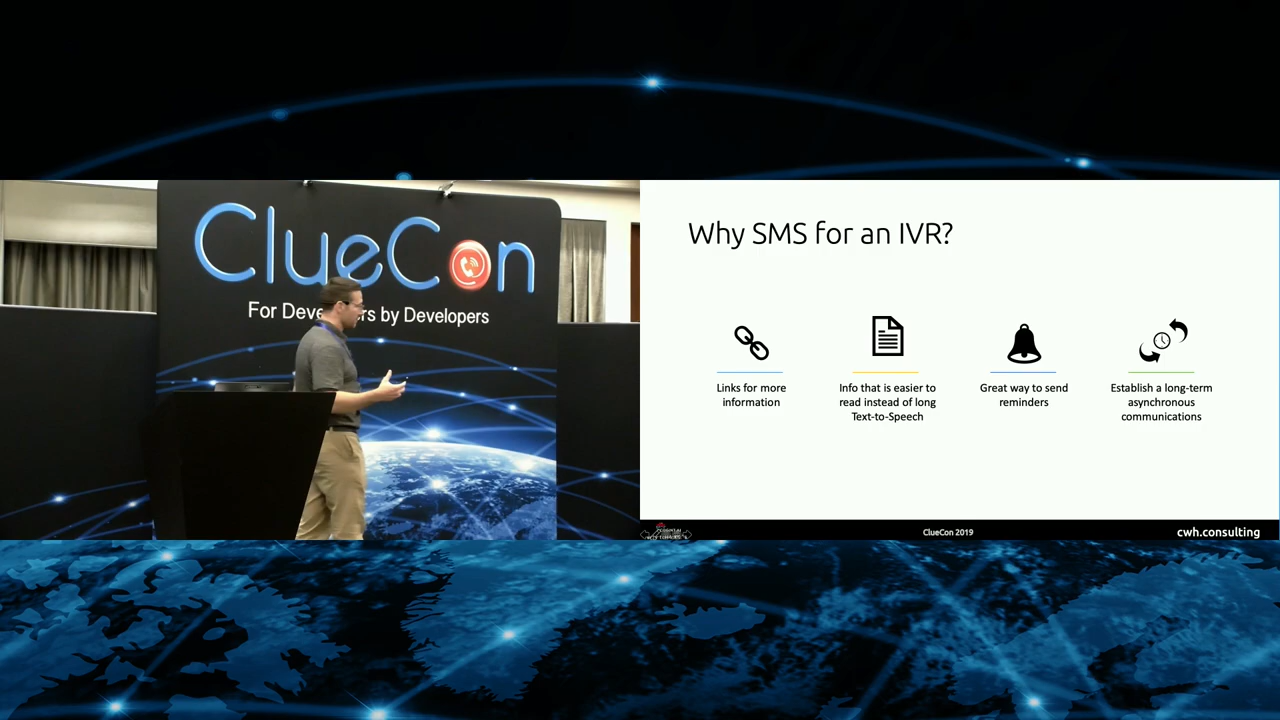 ClueCon
For Deve ers by Developers
Why SMS for an IVR?
Links for more
information
Info that is easier to
read instead of long
Text-to-Speech
Great way to send
reminders
Establish a long-term
asynchronous
communications
ClueCon 2019
cwh.consulting